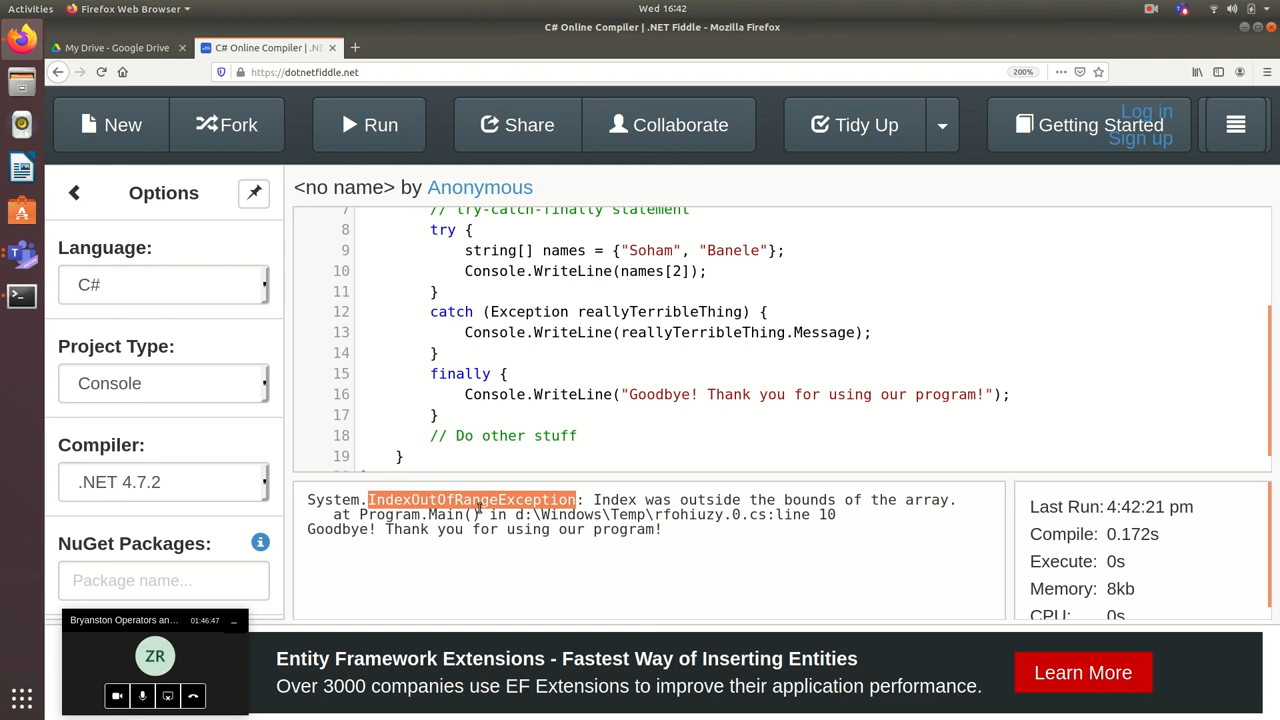 Activities
Firefox Web Browser
Wed 16:42
C# Online Compiler | .NET Fiddle - Mozilla Firefox
My Drive - Google Drive
C# Online Compiler | .NE
https://dotnetfiddle.net
200%
New
Fork
Run
Share
Collaborate
Tidy Up
Getting Started
Log in
Sign up
Options
<no name> by Anonymous
Language:
C#
Project Type:
Console
Compiler:
.NET 4.7.2
NuGet Packages:
Package name...
7 // try-catch-finally statement
8 try {
9 string[] names = {"Soham", "Banele"};
10 Console.WriteLine(names[2]);
11 }
12 catch (Exception reallyTerribleThing) {
13 Console.WriteLine(reallyTerribleThing.Message);
14 }
15 finally {
16 Console.WriteLine("Goodbye! Thank you for using our program!");
17 }
18 // Do other stuff
19 }
System.IndexOutOfRangeException: Index was outside the bounds of the array.
at Program.Main() in d:\Windows\Temp\rfohiuzy.0.cs:line 10
Goodbye! Thank you for using our program!
Last Run: 4:42:21 pm
Compile: 0.172s
Execute: 0s
Memory: 8kb
CPU: 0s
Bryanston Operators an...
01:46:47
ZR
Entity Framework Extensions - Fastest Way of Inserting Entities
Over 3000 companies use EF Extensions to improve their application performance.
Learn More